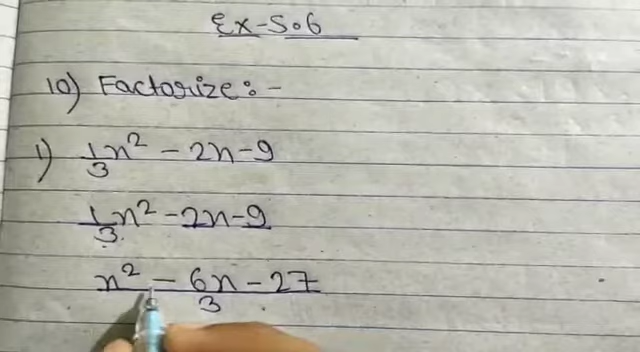 Ex-5.6
10) Factorize:-
1) 1/3 x² - 2x - 9
1/3 x² - 2x - 9
x² - 6x - 27
3